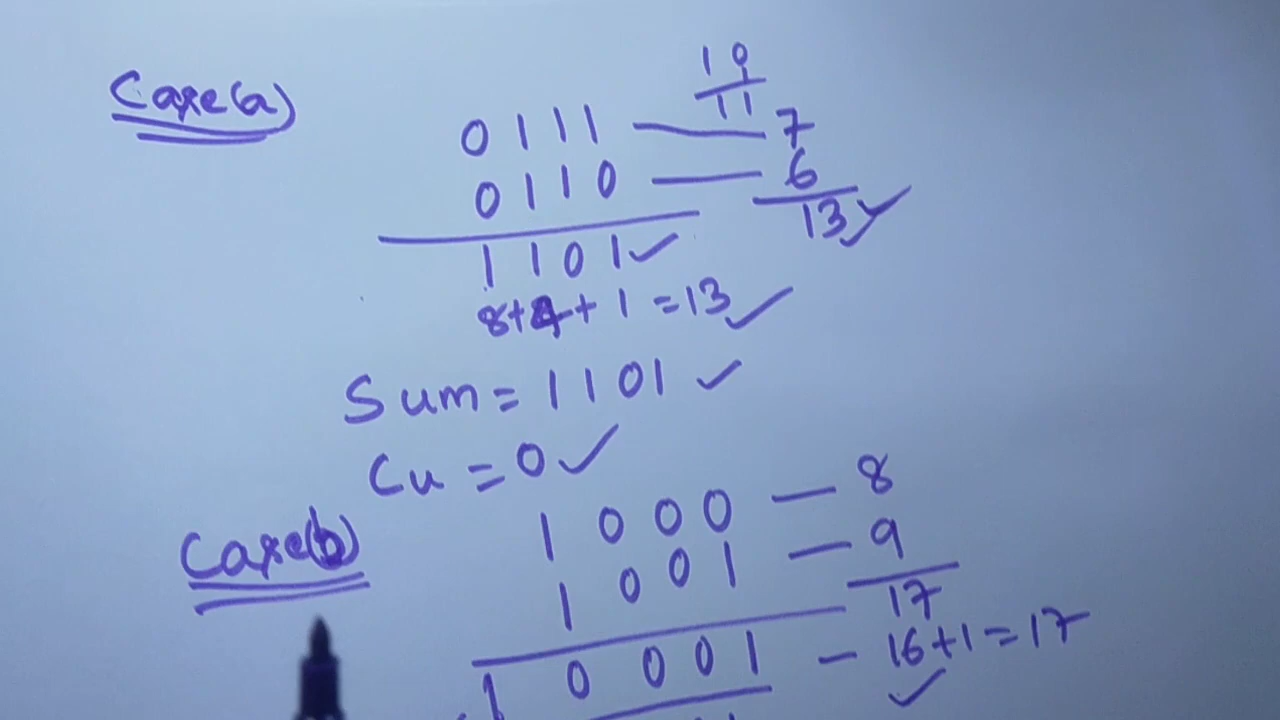 Case(a)
1 0
1 1
0 1 1 1 — 7
0 1 1 0 — 6
13 ✓
1 1 0 1 ✓
8+4+1 =13 ✓
Sum = 1 1 0 1 ✓
C4 = 0 ✓
Case(b)
1 0 0 0 — 8
1 0 0 1 — 9
17
1 0 0 0 1 — 16+1=17
✓